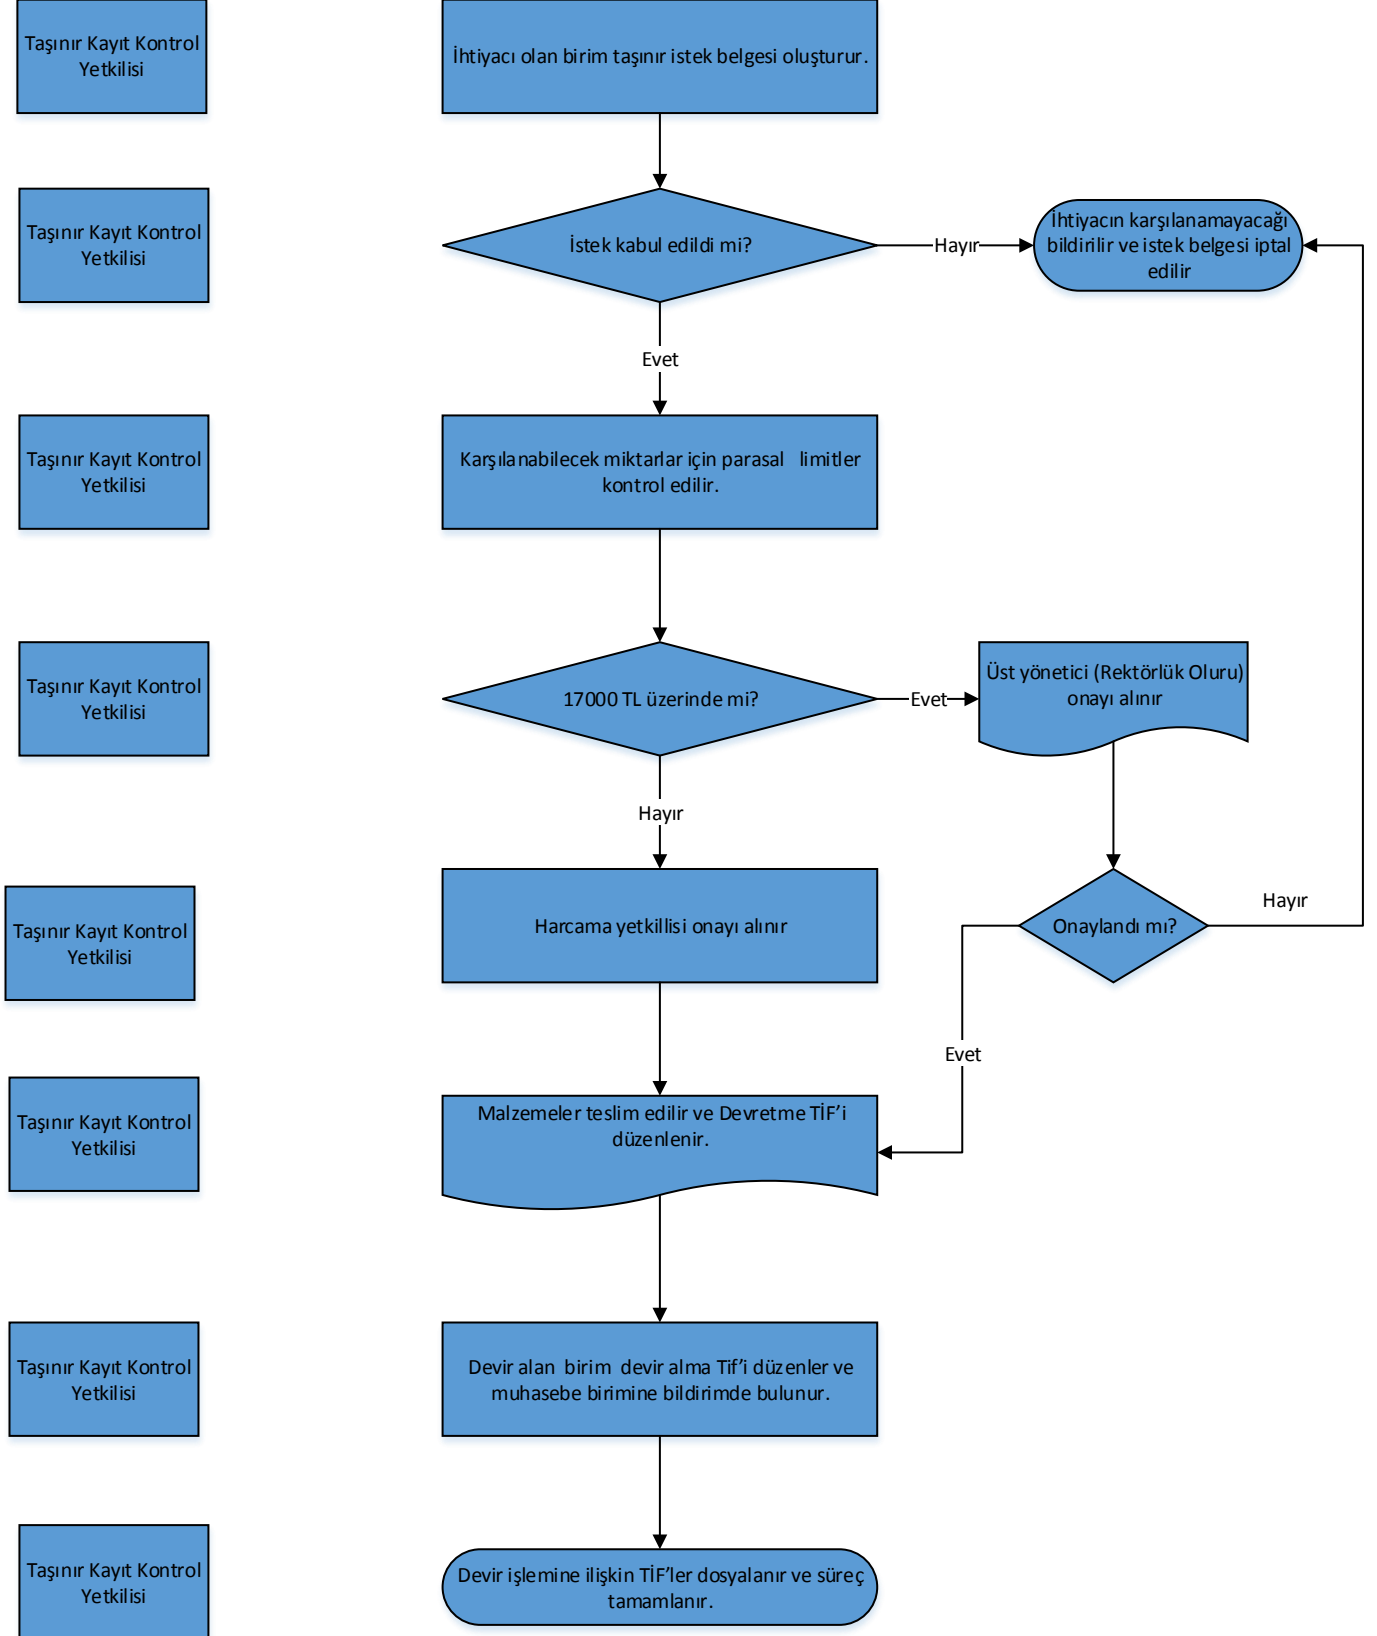 Taşınır Kayıt Kontrol
Yetkilisi
İhtiyacı olan birim taşınır istek belgesi oluşturur.
Taşınır Kayıt Kontrol
Yetkilisi
İstek kabul edildi mi?
Hayır
İhtiyacın karşılanamayacağı
bildirilir ve istek belgesi iptal
edilir
Evet
Taşınır Kayıt Kontrol
Yetkilisi
Karşılanabilecek miktarlar için parasal limitler
kontrol edilir.
Taşınır Kayıt Kontrol
Yetkilisi
17000 TL üzerinde mi?
Evet
Üst yönetici (Rektörlük Oluru)
onayı alınır
Hayır
Taşınır Kayıt Kontrol
Yetkilisi
Harcama yetkillisi onayı alınır
Onaylandı mı?
Hayır
Evet
Taşınır Kayıt Kontrol
Yetkilisi
Malzemeler teslim edilir ve Devretme TİF’i
düzenlenir.
Taşınır Kayıt Kontrol
Yetkilisi
Devir alan birim devir alma Tif’i düzenler ve
muhasebe birimine bildirimde bulunur.
Taşınır Kayıt Kontrol
Yetkilisi
Devir işlemine ilişkin TİF’ler dosyalanır ve süreç
tamamlanır.